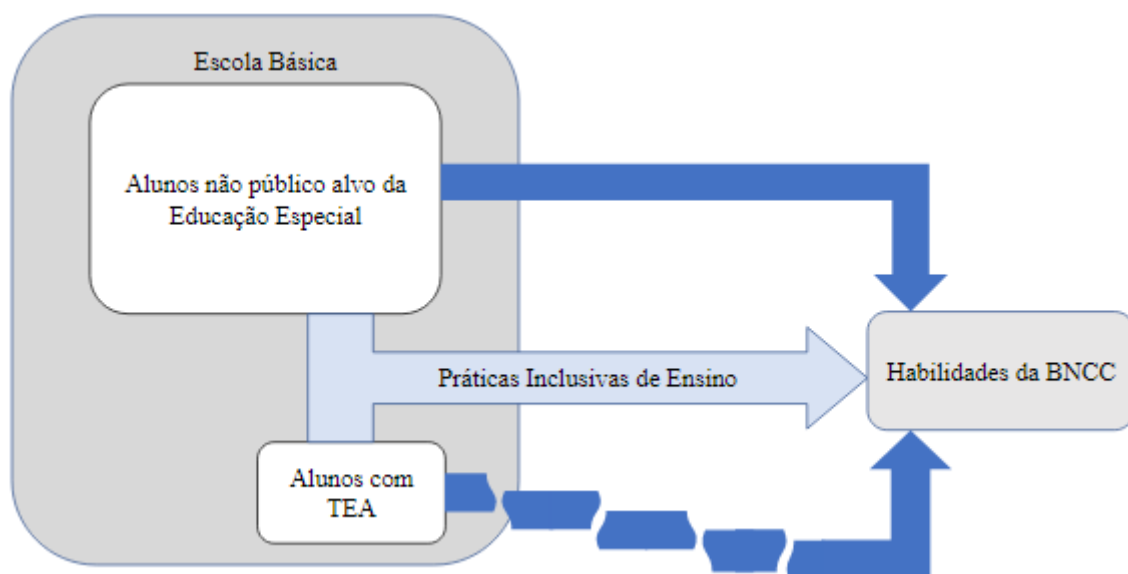 Escola Básica
Alunos não público alvo da
Educação Especial
Práticas Inclusivas de Ensino
Habilidades da BNCC
Alunos com
TEA